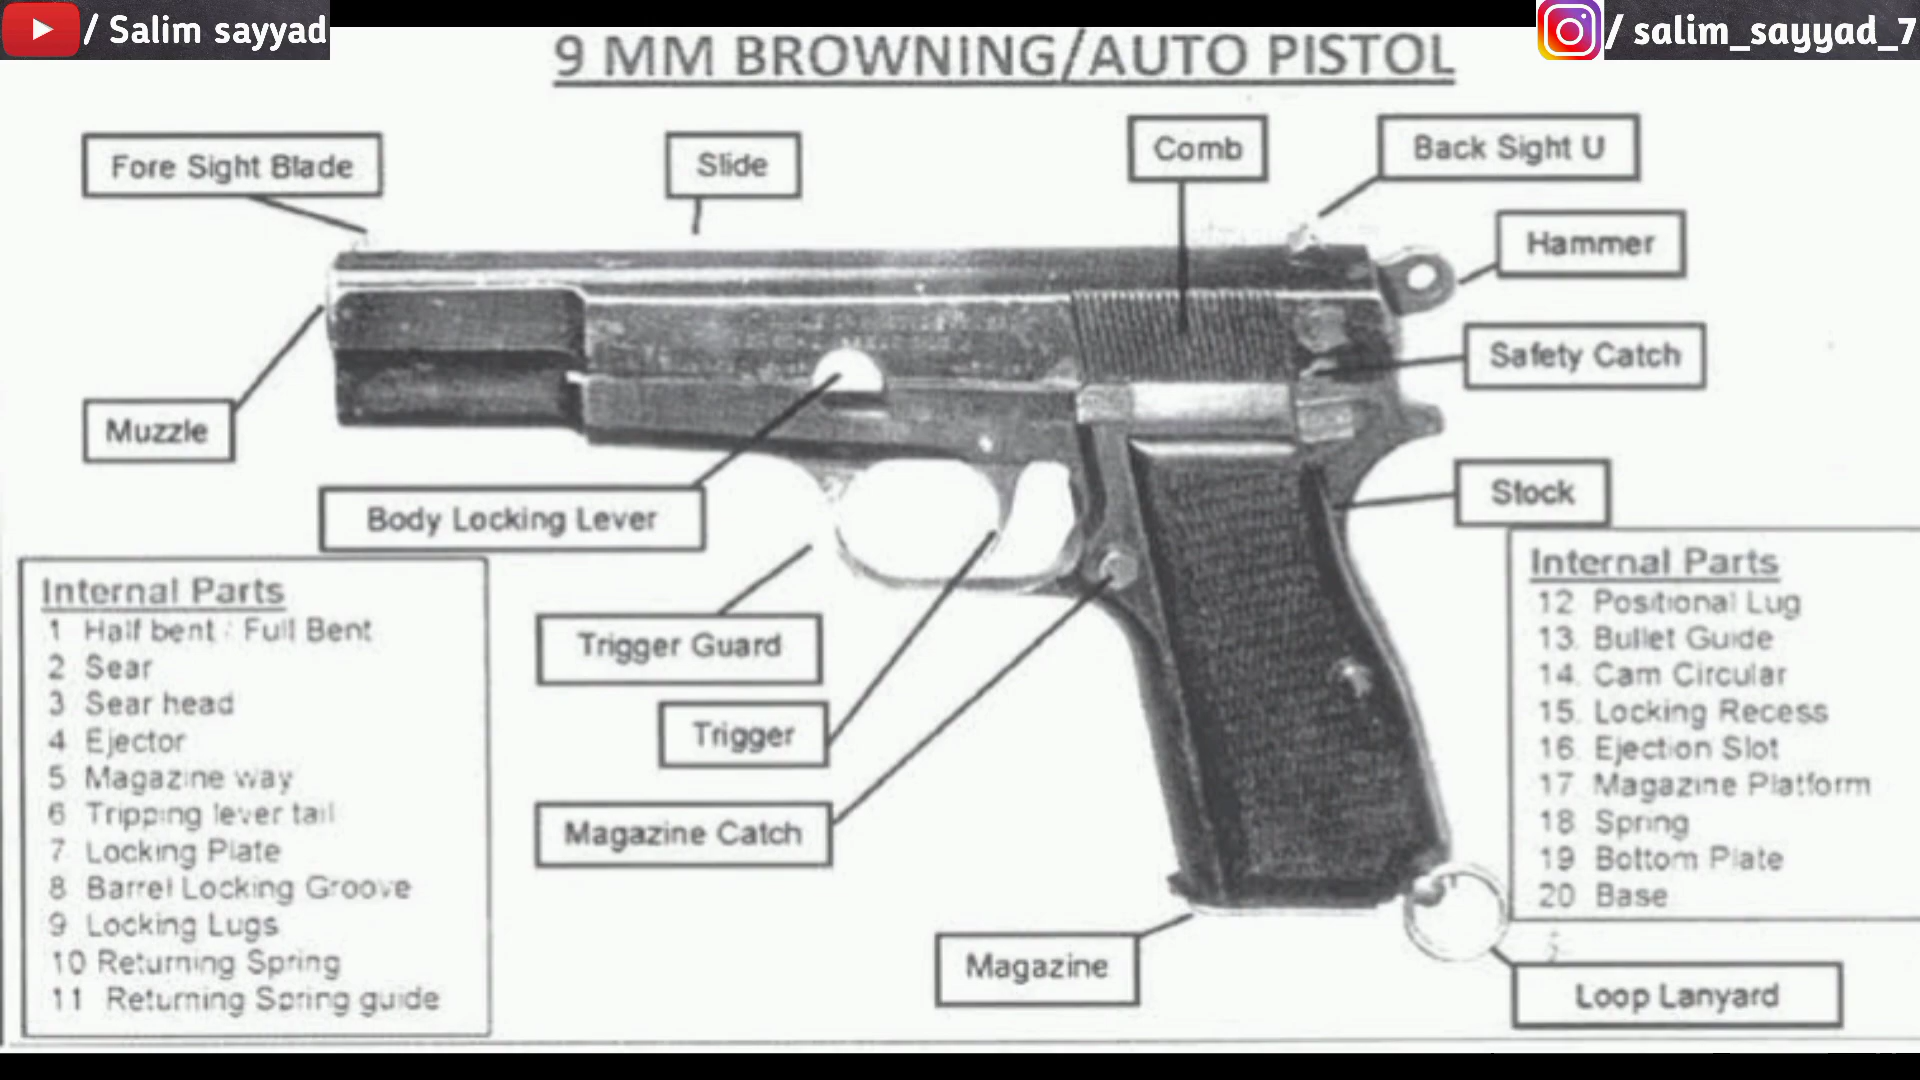 / Salim sayyad
/ salim_sayyad_7
9 MM BROWNING/AUTO PISTOL
Fore Sight Blade
Slide
Comb
Back Sight U
Hammer
Safety Catch
Muzzle
Body Locking Lever
Stock
Trigger Guard
Trigger
Magazine Catch
Magazine
Loop Lanyard
Internal Parts
1 Half bent / Full Bent
2 Sear
3 Sear head
4 Ejector
5 Magazine way
6 Tripping lever tail
7 Locking Plate
8 Barrel Locking Groove
9 Locking Lugs
10 Returning Spring
11 Returning Spring guide
Internal Parts
12 Positional Lug
13. Bullet Guide
14. Cam Circular
15. Locking Recess
16. Ejection Slot
17 Magazine Platform
18 Spring
19 Bottom Plate
20 Base